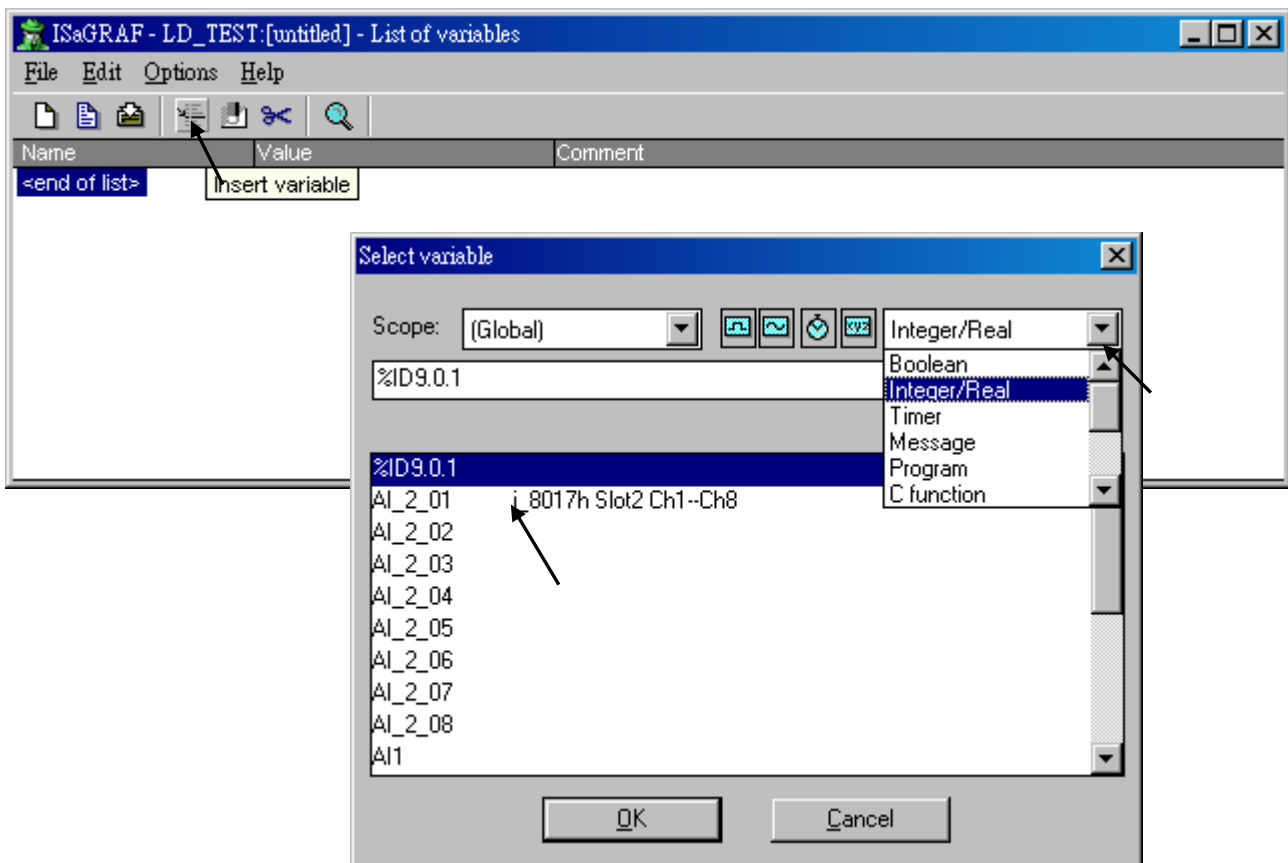 ISaGRAF - LD_TEST:[untitled] - List of variables
File Edit Options Help
Name Value Comment
<end of list>
Insert variable
Select variable
Scope: (Global) xyz Integer/Real
%ID9.0.1
Boolean
Integer/Real
Timer
Message
Program
C function
%ID9.0.1
AI_2_01 i_8017h Slot2 Ch1--Ch8
AI_2_02
AI_2_03
AI_2_04
AI_2_05
AI_2_06
AI_2_07
AI_2_08
AI1
OK Cancel